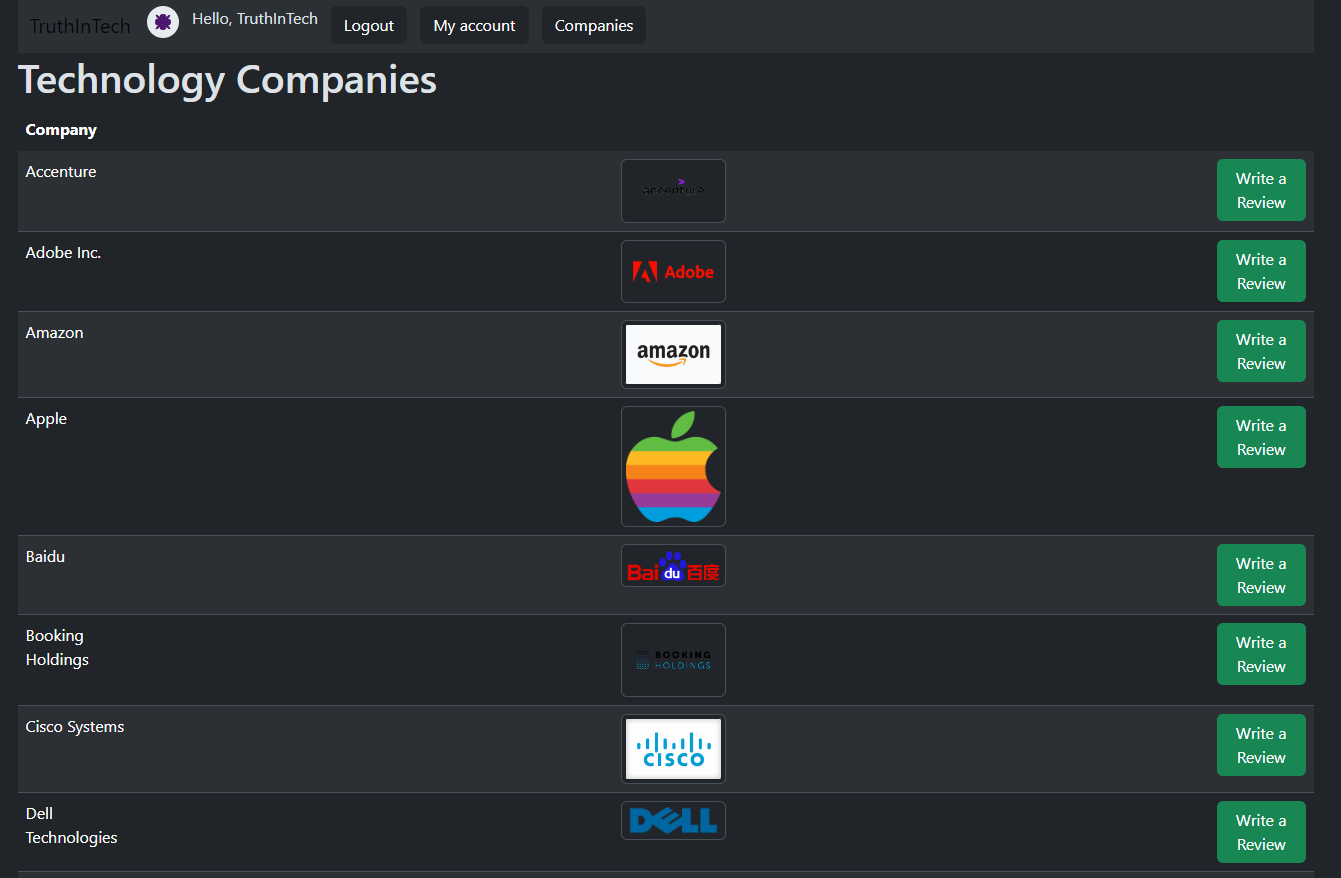 TruthInTech Hello, TruthInTech Logout My account Companies
Technology Companies
Company
Accenture
accenture
Write a
Review
Adobe Inc.
Adobe
Write a
Review
Amazon
amazon
Write a
Review
Apple
Write a
Review
Baidu
Bai du 百度
Write a
Review
Booking
Holdings
BOOKING
HOLDINGS
Write a
Review
Cisco Systems
CISCO
Write a
Review
Dell
Technologies
DELL
Write a
Review